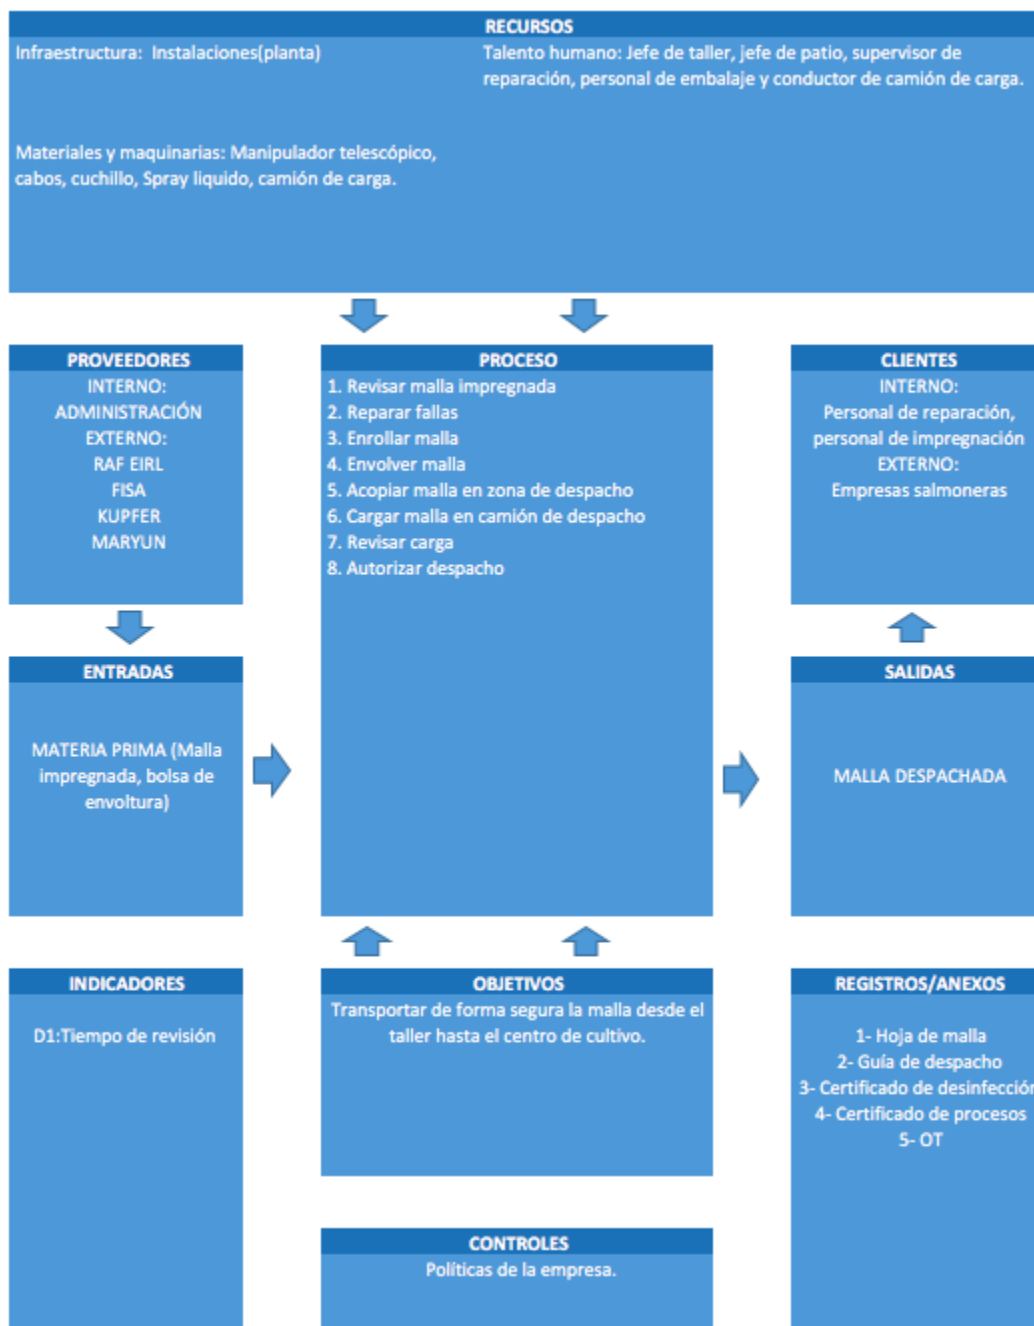 RECURSOS
Infraestructura:  Instalaciones(planta)
Talento humano: Jefe de taller, jefe de patio, supervisor de
reparación, personal de embalaje y conductor de camión de carga.
Materiales y maquinarias: Manipulador telescópico,
cabos, cuchillo, Spray liquido, camión de carga.
PROVEEDORES
INTERNO:
ADMINISTRACIÓN
EXTERNO:
RAF EIRL
FISA
KUPFER
MARYUN
PROCESO
1. Revisar malla impregnada
2. Reparar fallas
3. Enrollar malla
4. Envolver malla
5. Acopiar malla en zona de despacho
6. Cargar malla en camión de despacho
7. Revisar carga
8. Autorizar despacho
CLIENTES
INTERNO:
Personal de reparación,
personal de impregnación
EXTERNO:
Empresas salmoneras
ENTRADAS
MATERIA PRIMA (Malla
impregnada, bolsa de
envoltura)
SALIDAS
MALLA DESPACHADA
INDICADORES
D1:Tiempo de revisión
OBJETIVOS
Transportar de forma segura la malla desde el
taller hasta el centro de cultivo.
REGISTROS/ANEXOS
1- Hoja de malla
2- Guía de despacho
3- Certificado de desinfección
4- Certificado de procesos
5- OT
CONTROLES
Políticas de la empresa.